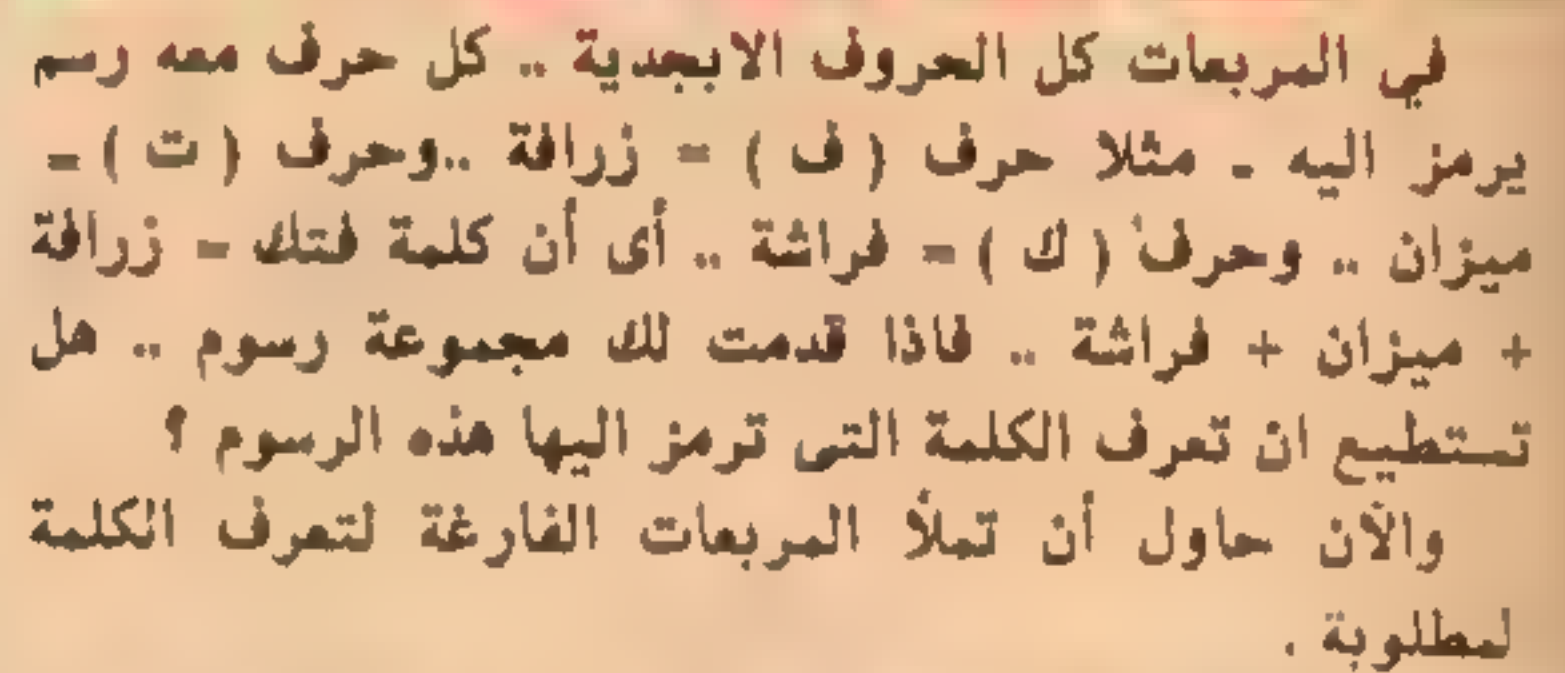 في المربعات كل الحروف الابجدية .. كل حرف معه رسم
يرمز اليه ـ مثلا حرف ( ف ) = زرافة ..وحرف ( ت ) =
ميزان .. وحرف ( ك ) = فراشة .. أى أن كلمة فتك = زرافة
+ ميزان + فراشة .. فاذا قدمت لك مجموعة رسوم .. هل
تستطيع ان تعرف الكلمة التى ترمز اليها هذه الرسوم ؟
والآن حاول أن تملأ المربعات الفارغة لتعرف الكلمة
لمطلوبة .